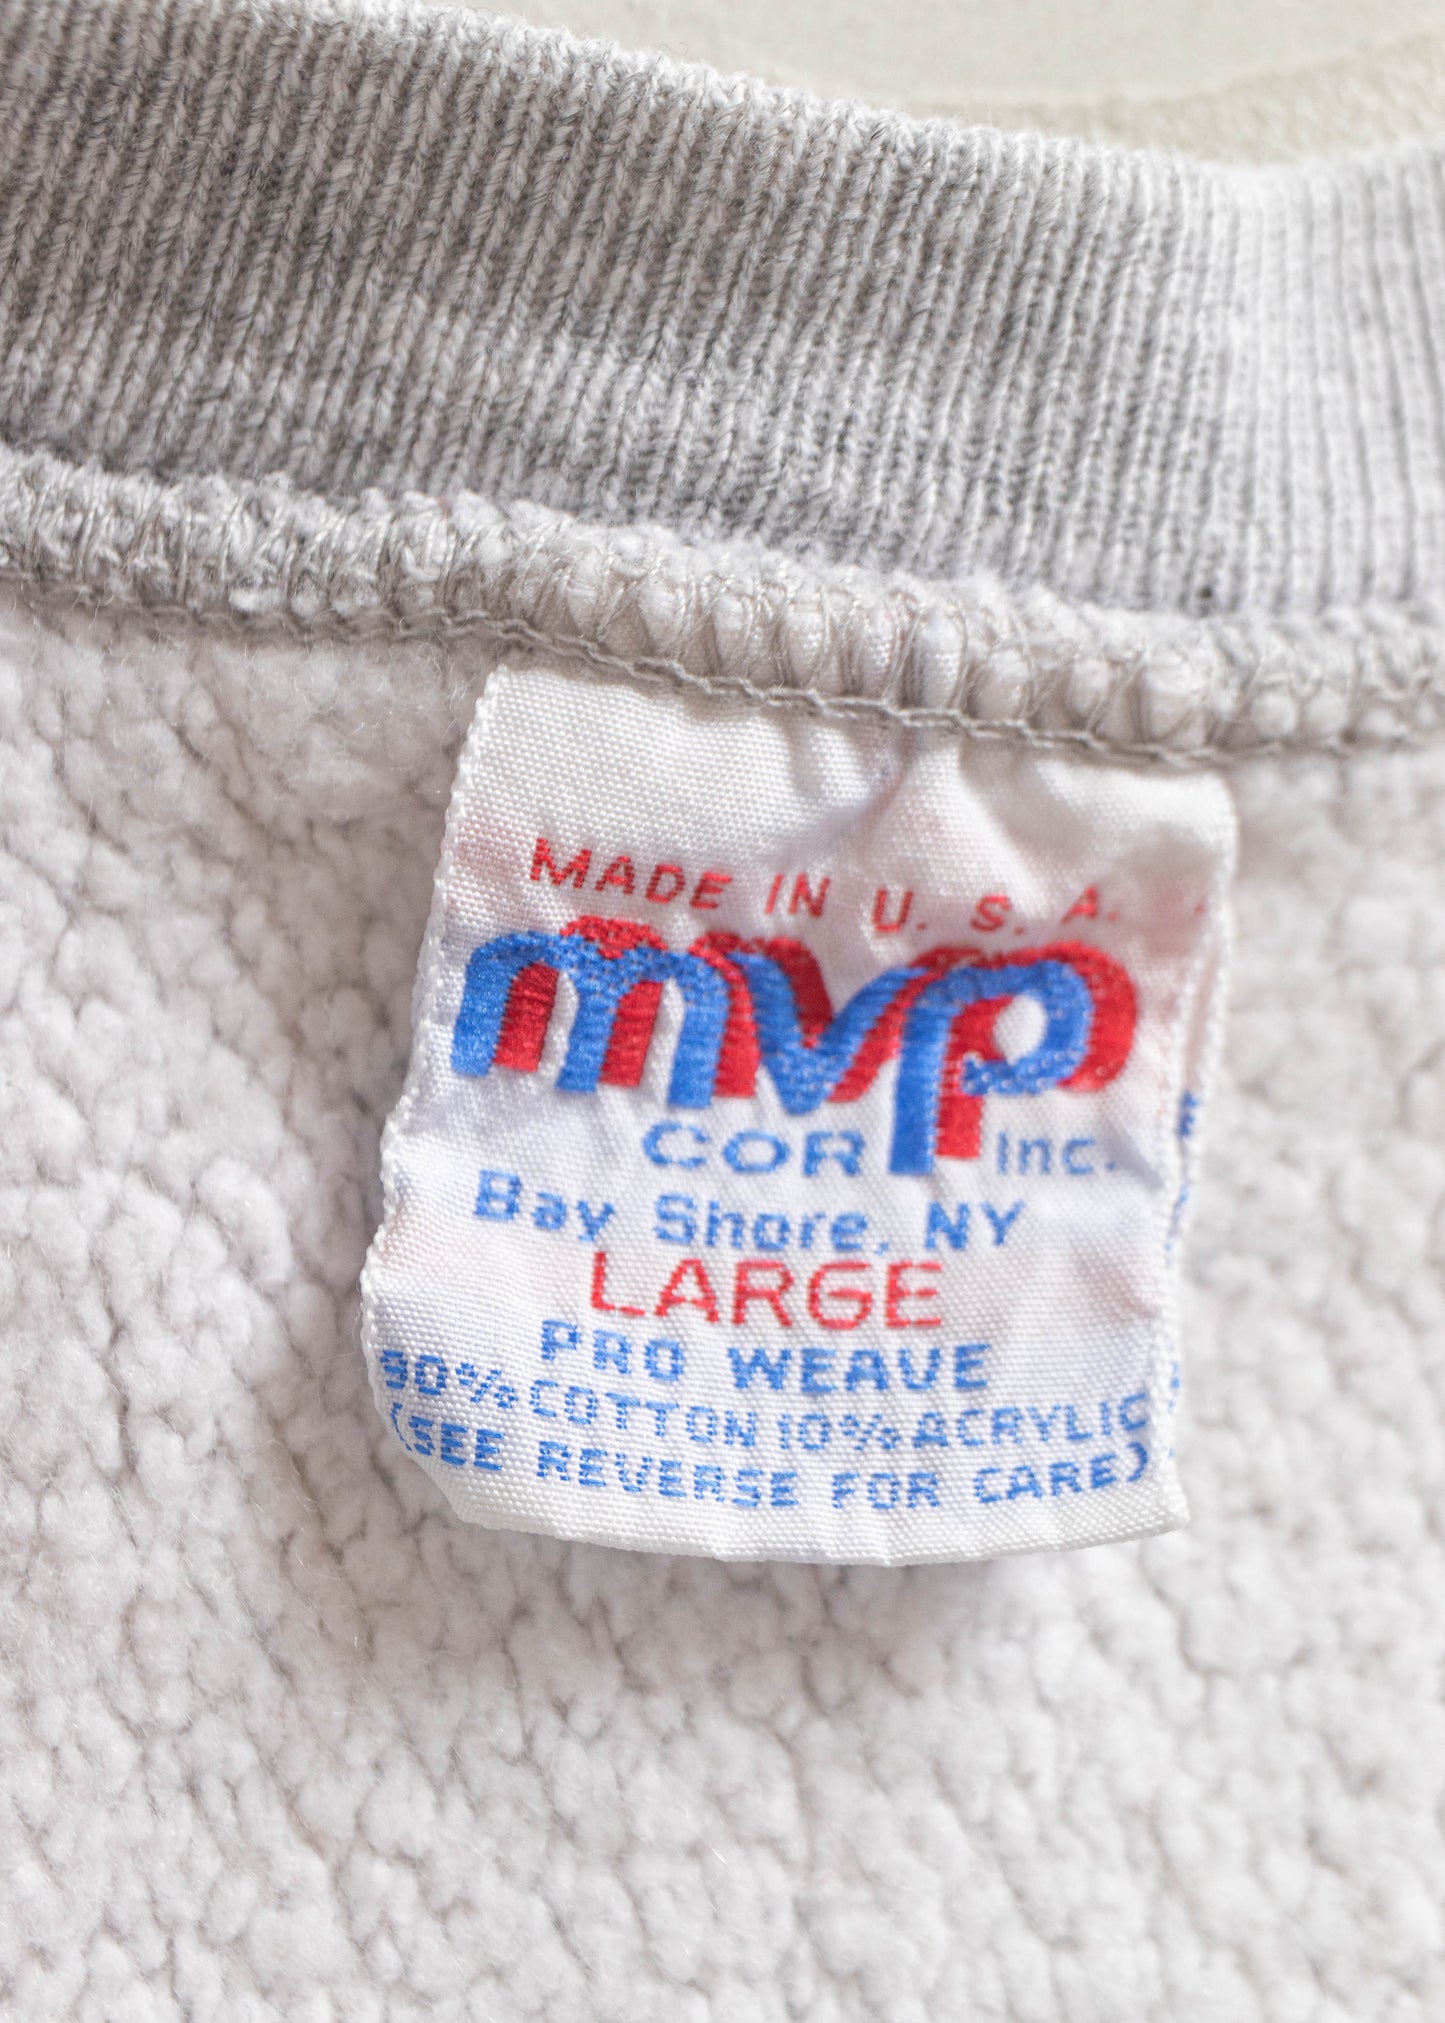 MADE IN U. S. A.
mvp
COR Inc.
Bay Shore, NY
LARGE
PRO WEAVE
90% COTTON 10% ACRYLIC
(SEE REVERSE FOR CARE)